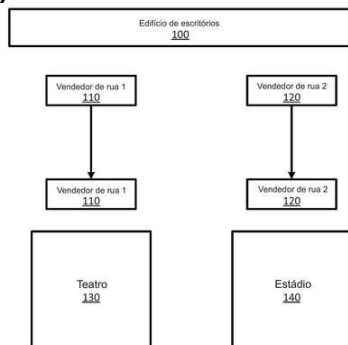 Edifício de escritórios
100
Vendedor de rua 1
110
Vendedor de rua 2
120
Vendedor de rua 1
110
Vendedor de rua 2
120
Teatro
130
Estádio
140